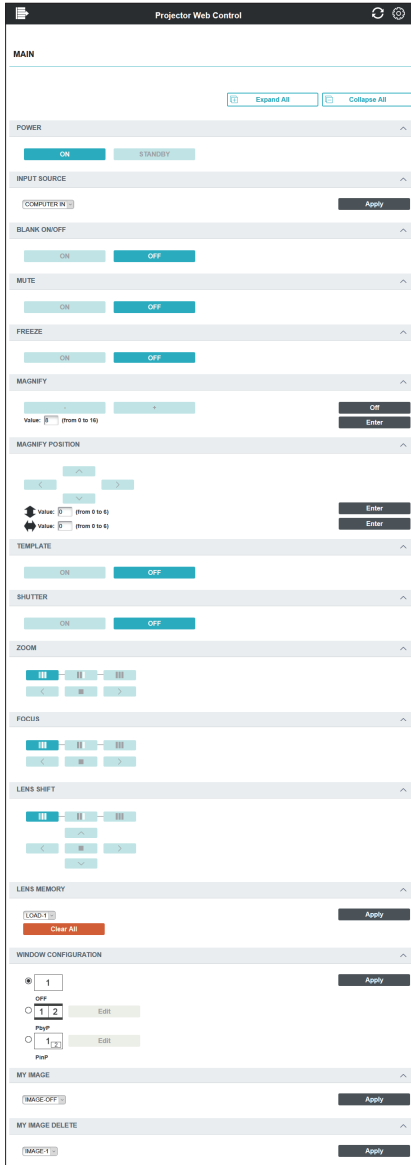 Projector Web Control
MAIN
Expand All Collapse All
POWER
ON STANDBY
INPUT SOURCE
COMPUTER IN Apply
BLANK ON/OFF
ON OFF
MUTE
ON OFF
FREEZE
ON OFF
MAGNIFY
- + Off
Value: 8 (from 0 to 16) Enter
MAGNIFY POSITION
Value: 0 (from 0 to 6) Enter
Value: 0 (from 0 to 6) Enter
TEMPLATE
ON OFF
SHUTTER
ON OFF
ZOOM
FOCUS
LENS SHIFT
LENS MEMORY
LOAD-1 Apply
Clear All
WINDOW CONFIGURATION
1 Apply
OFF
1 2 Edit
PbyP
1 2 Edit
PinP
MY IMAGE
IMAGE-OFF Apply
MY IMAGE DELETE
IMAGE-1 Apply